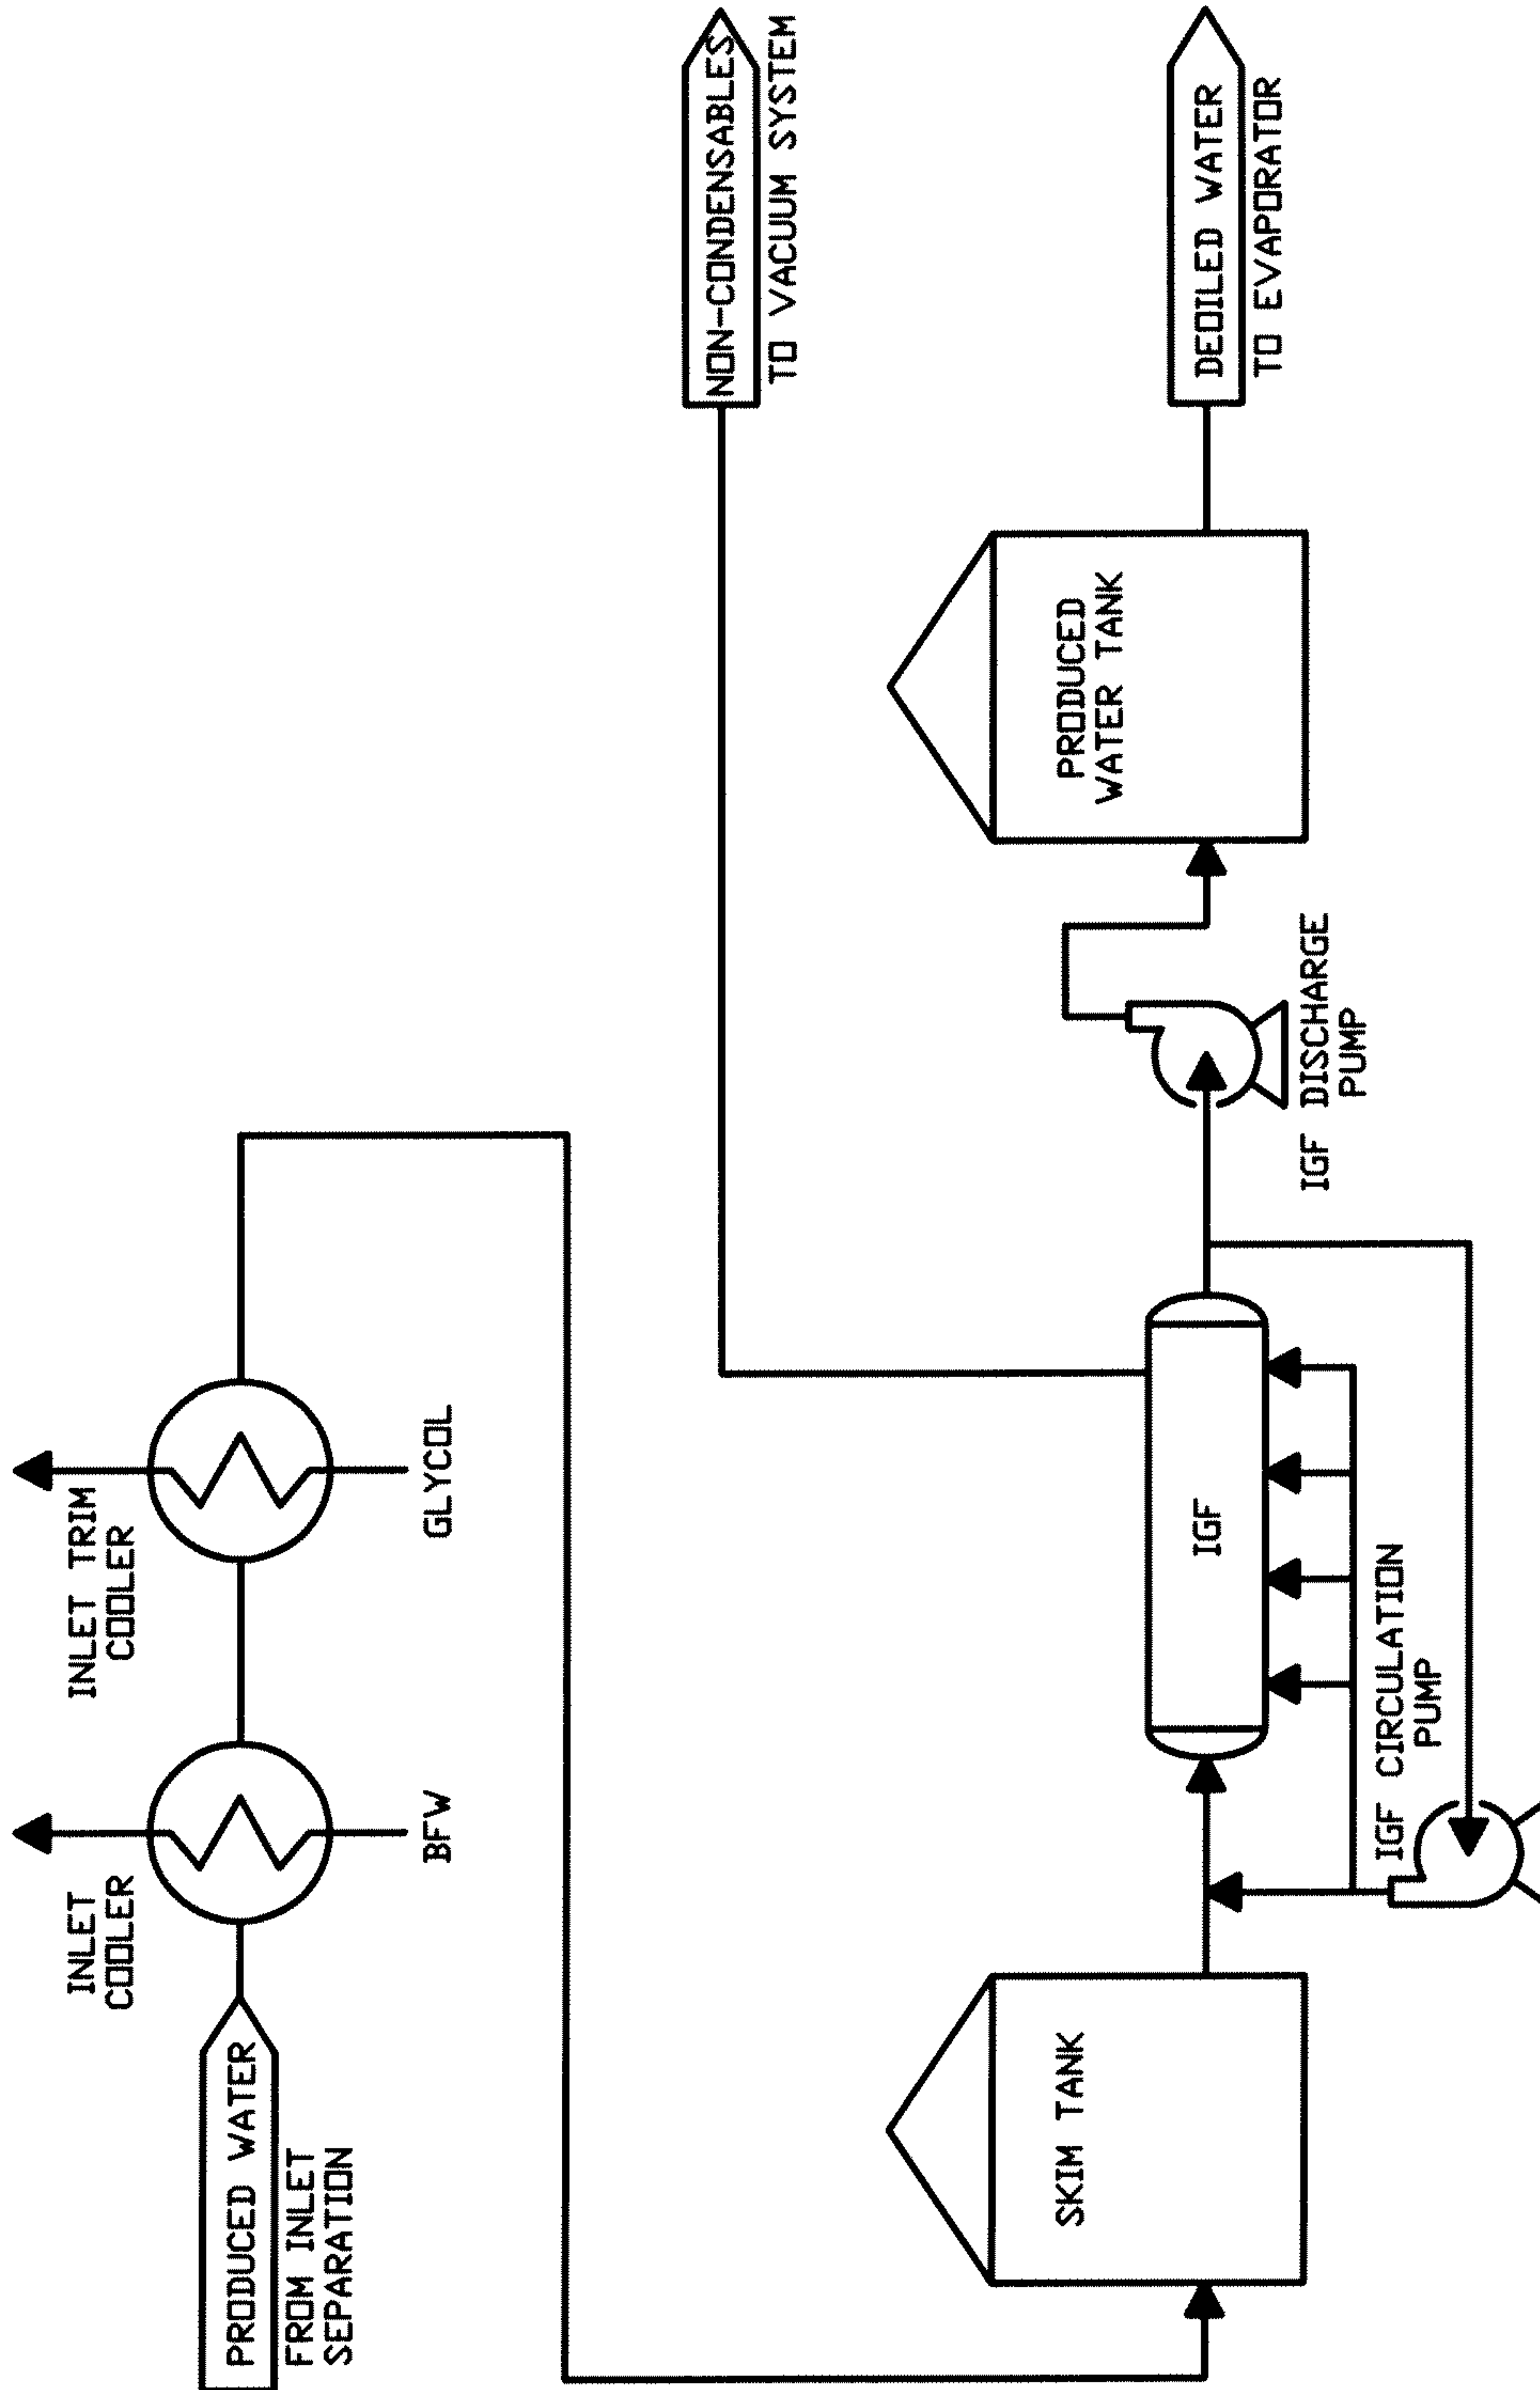 INLET
COOLER
INLET TRIM
COOLER
PRODUCED WATER
FROM INLET
SEPARATION
BFW
GLYCOL
NON-CONDENSABLES
TO VACUUM SYSTEM
SKIM TANK
IGF
IGF CIRCULATION
PUMP
IGF DISCHARGE
PUMP
PRODUCED
WATER TANK
DEOILED WATER
TO EVAPORATOR